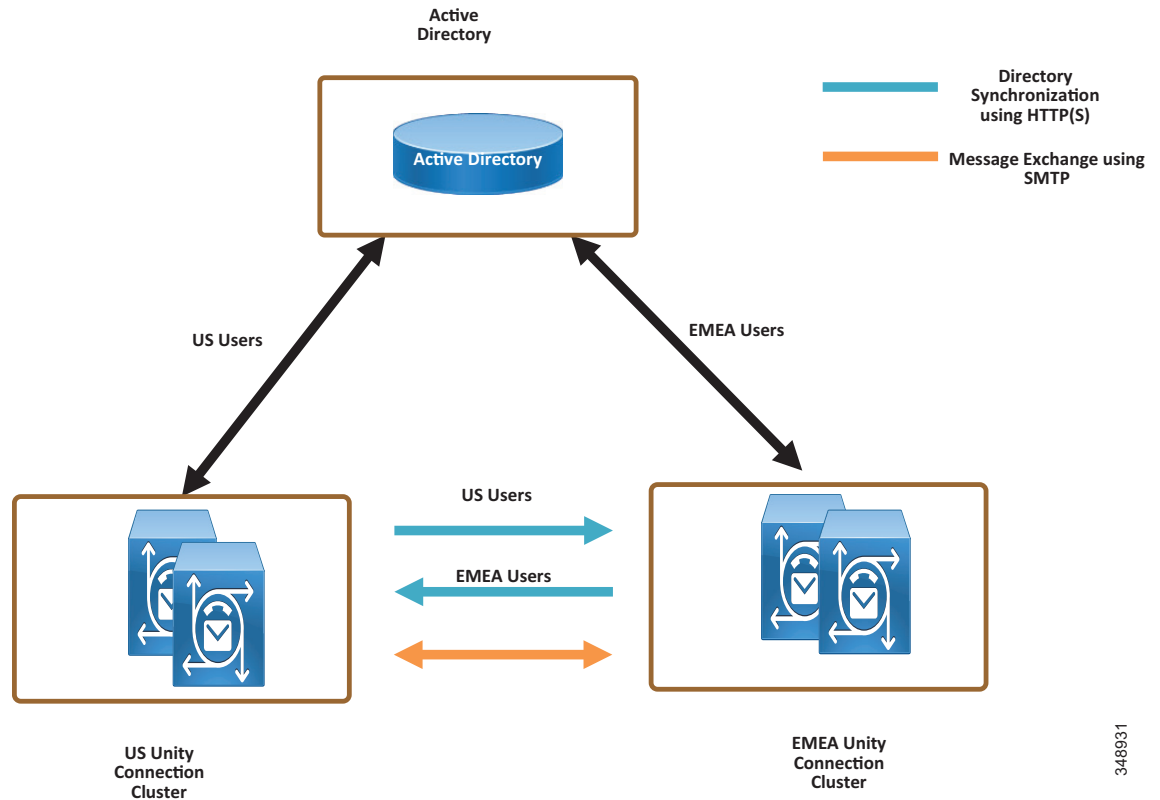 Active
Directory
Active Directory
Directory
Synchronization
using HTTP(S)
Message Exchange using
SMTP
US Users
EMEA Users
US Users
EMEA Users
US Unity
Connection
Cluster
EMEA Unity
Connection
Cluster
348931